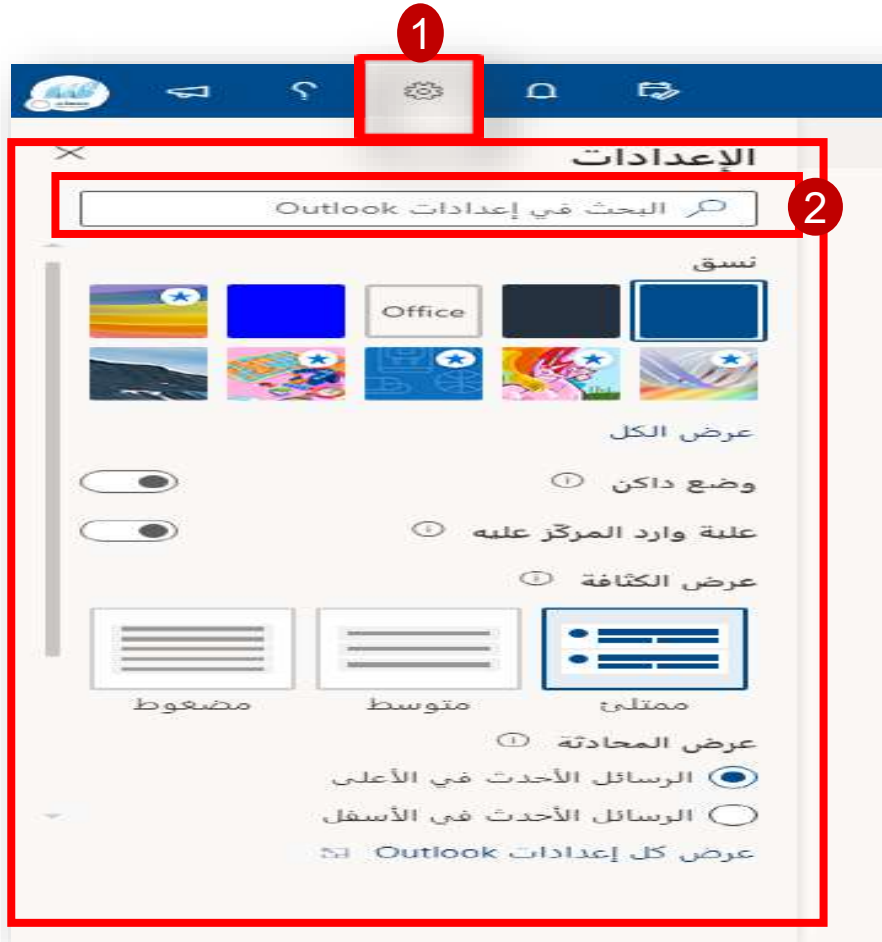 1
الإعدادات
2
البحث في إعدادات Outlook
نسق
Office
عرض الكل
وضع داكن
علبة وارد المركّز عليه
عرض الكثافة
ممتلئ
متوسط
مضغوط
عرض المحادثة
الرسائل الأحدث في الأعلى
الرسائل الأحدث في الأسفل
عرض كل إعدادات Outlook